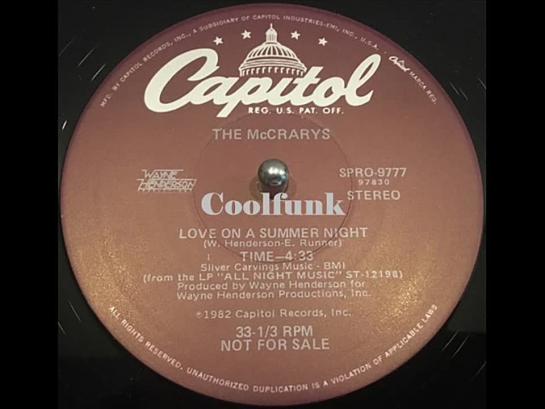 MFD. BY CAPITOL RECORDS, INC., A SUBSIDIARY OF CAPITOL INDUSTRIES-EMI, INC., U.S.A. • Capitol MARCA REG.
Capitol
REG. U.S. PAT. OFF.
THE McCRARYS
WAYNE HENDERSON
SPRO-9777
97830
STEREO
Coolfunk
LOVE ON A SUMMER NIGHT
(W. Henderson-E. Runner)
TIME—4:33
Silver Carvings Music - BMI
(from the LP "ALL NIGHT MUSIC" ST-12198)
Produced by Wayne Henderson for
Wayne Henderson Productions, Inc.
©1982 Capitol Records, Inc.
33-1/3 RPM
NOT FOR SALE
ALL RIGHTS RESERVED. UNAUTHORIZED DUPLICATION IS A VIOLATION OF APPLICABLE LAWS